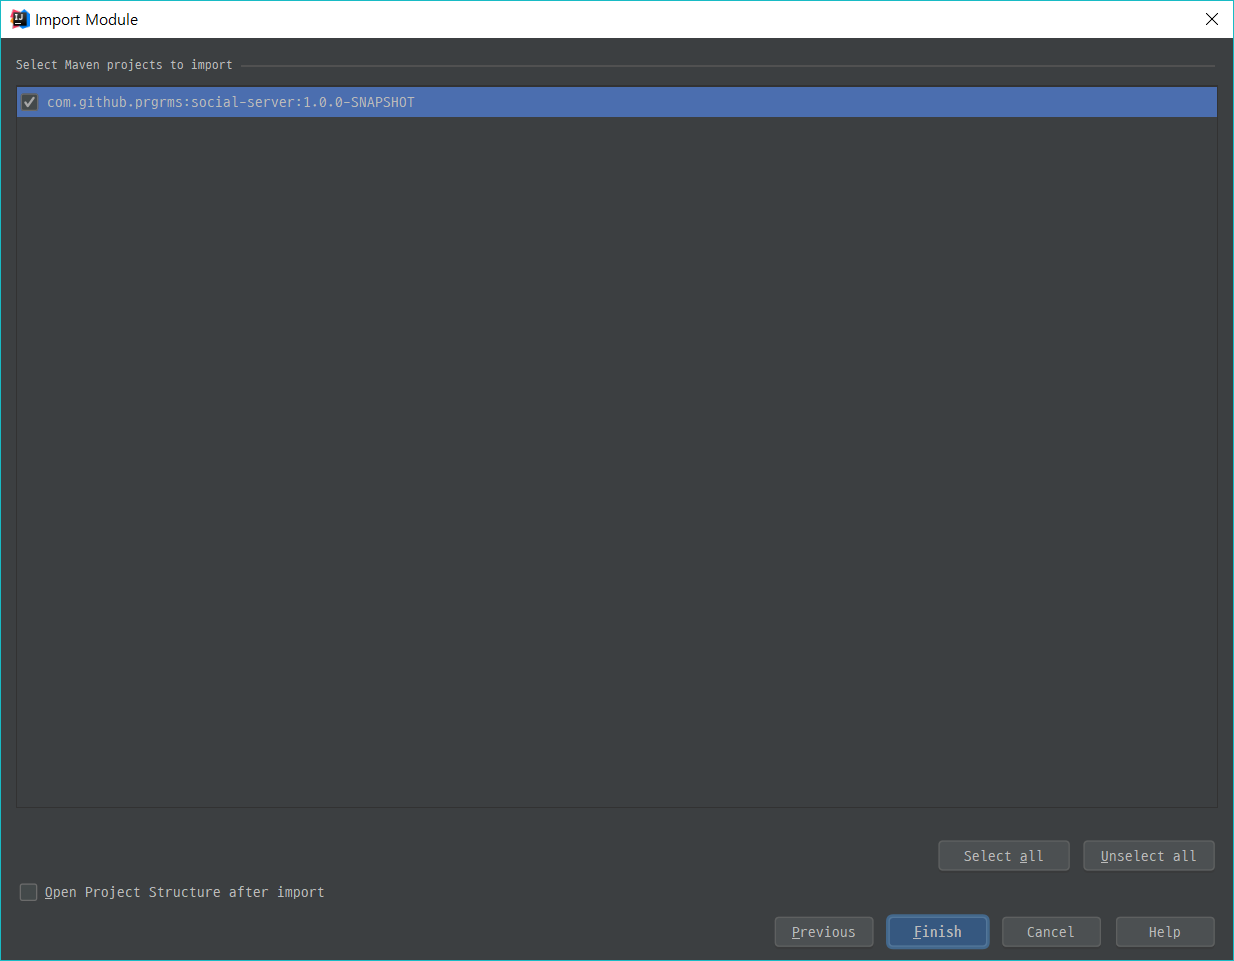 Import Module
Select Maven projects to import
com.github.prgrms:social-server:1.0.0-SNAPSHOT
Select all
Unselect all
Open Project Structure after import
Previous
Finish
Cancel
Help